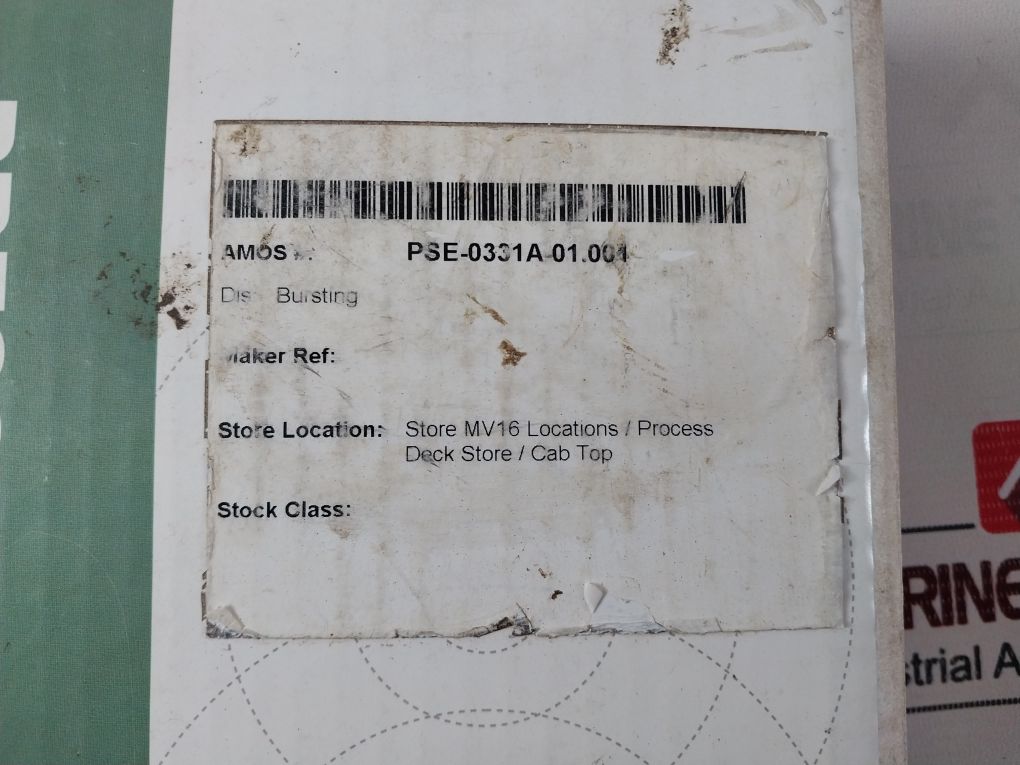 AMOS
PSE-0331A-01.001
Bursting
Maker Ref:
Store Location: Store MV16 Locations / Process
Deck Store / Cab Top
Stock Class:
RINE
strial A